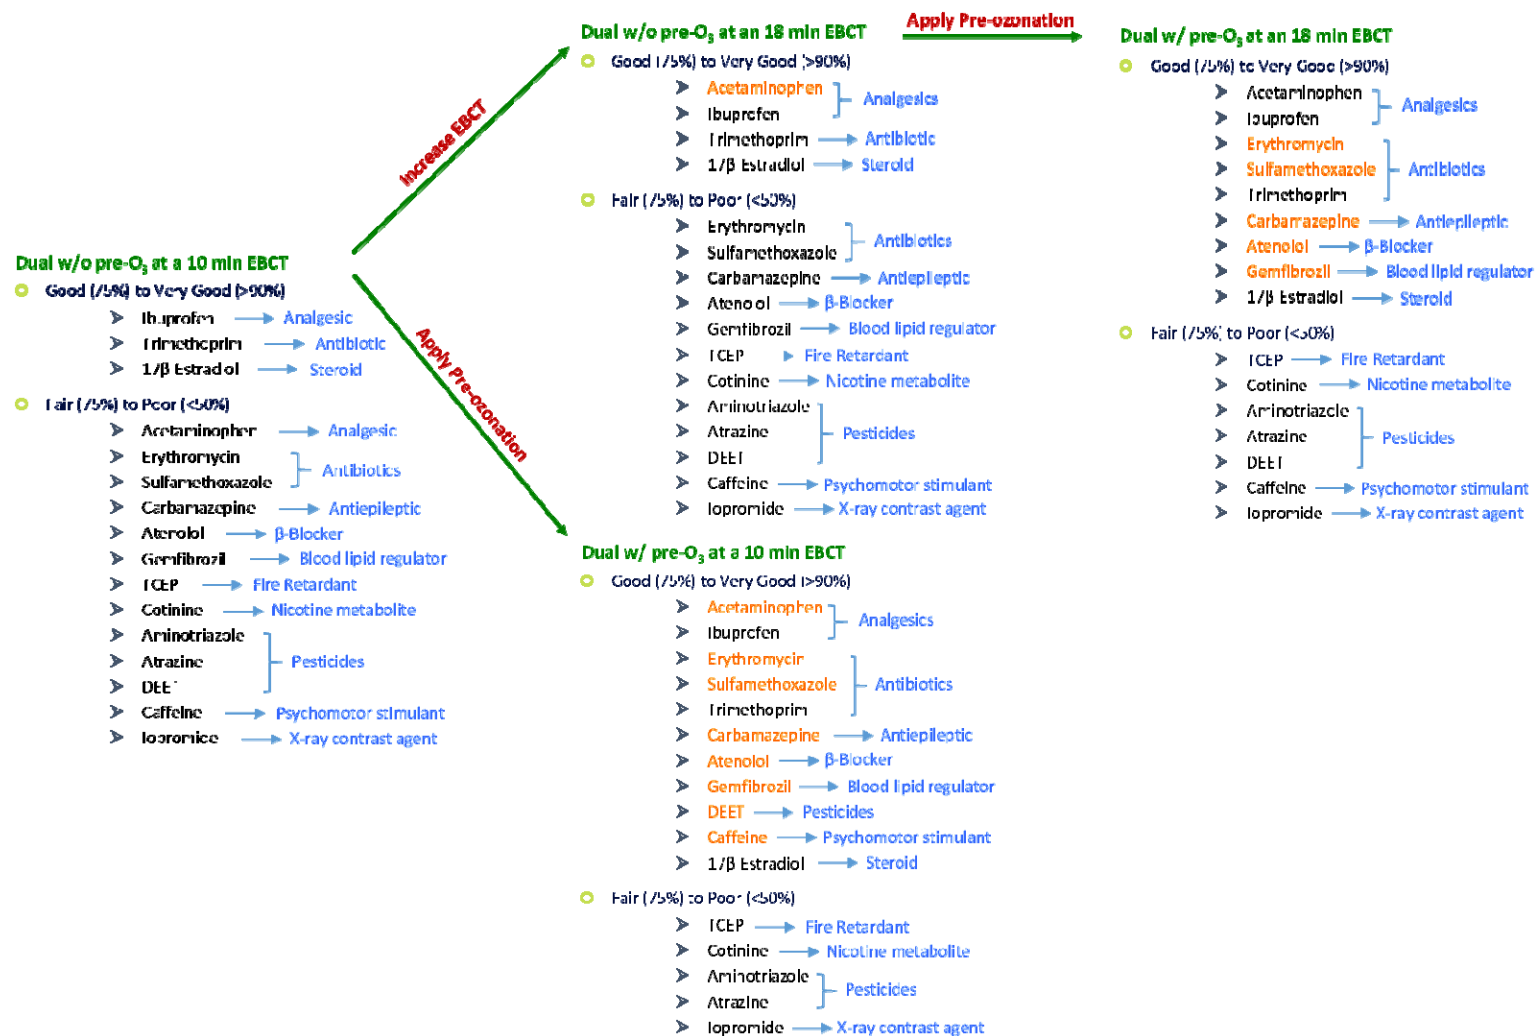 Dual w/o pre-O₃ at a 10 min EBCT
Good (75%) to Very Good (>90%)
Ibuprofen → Analgesic
Trimethoprim → Antibiotic
17β Estradiol → Steroid
Fair (75%) to Poor (<50%)
Acetaminophen → Analgesic
Erythromycin
Sulfamethoxazole
Antibiotics
Carbamazepine → Antiepileptic
Atenolol → β-Blocker
Gemfibrozil → Blood lipid regulator
TCEP → Fire Retardant
Cotinine → Nicotine metabolite
Aminotriazole
Atrazine
DEET
Pesticides
Caffeine → Psychomotor stimulant
Iopromide → X-ray contrast agent
Increase EBCT
Apply Pre-ozonation
Dual w/o pre-O₃ at an 18 min EBCT
Good (75%) to Very Good (>90%)
Acetaminophen
Ibuprofen
Analgesics
Trimethoprim → Antibiotic
17β Estradiol → Steroid
Fair (75%) to Poor (<50%)
Erythromycin
Sulfamethoxazole
Antibiotics
Carbamazepine → Antiepileptic
Atenolol → β-Blocker
Gemfibrozil → Blood lipid regulator
TCEP → Fire Retardant
Cotinine → Nicotine metabolite
Aminotriazole
Atrazine
DEET
Pesticides
Caffeine → Psychomotor stimulant
Iopromide → X-ray contrast agent
Dual w/ pre-O₃ at a 10 min EBCT
Good (75%) to Very Good (>90%)
Acetaminophen
Ibuprofen
Analgesics
Erythromycin
Sulfamethoxazole
Trimethoprim
Antibiotics
Carbamazepine → Antiepileptic
Atenolol → β-Blocker
Gemfibrozil → Blood lipid regulator
DEET → Pesticides
Caffeine → Psychomotor stimulant
17β Estradiol → Steroid
Fair (75%) to Poor (<50%)
TCEP → Fire Retardant
Cotinine → Nicotine metabolite
Aminotriazole
Atrazine
Pesticides
Iopromide → X-ray contrast agent
Apply Pre-ozonation
Dual w/ pre-O₃ at an 18 min EBCT
Good (75%) to Very Good (>90%)
Acetaminophen
Ibuprofen
Analgesics
Erythromycin
Sulfamethoxazole
Trimethoprim
Antibiotics
Carbamazepine → Antiepileptic
Atenolol → β-Blocker
Gemfibrozil → Blood lipid regulator
17β Estradiol → Steroid
Fair (75%) to Poor (<50%)
TCEP → Fire Retardant
Cotinine → Nicotine metabolite
Aminotriazole
Atrazine
DEET
Pesticides
Caffeine → Psychomotor stimulant
Iopromide → X-ray contrast agent